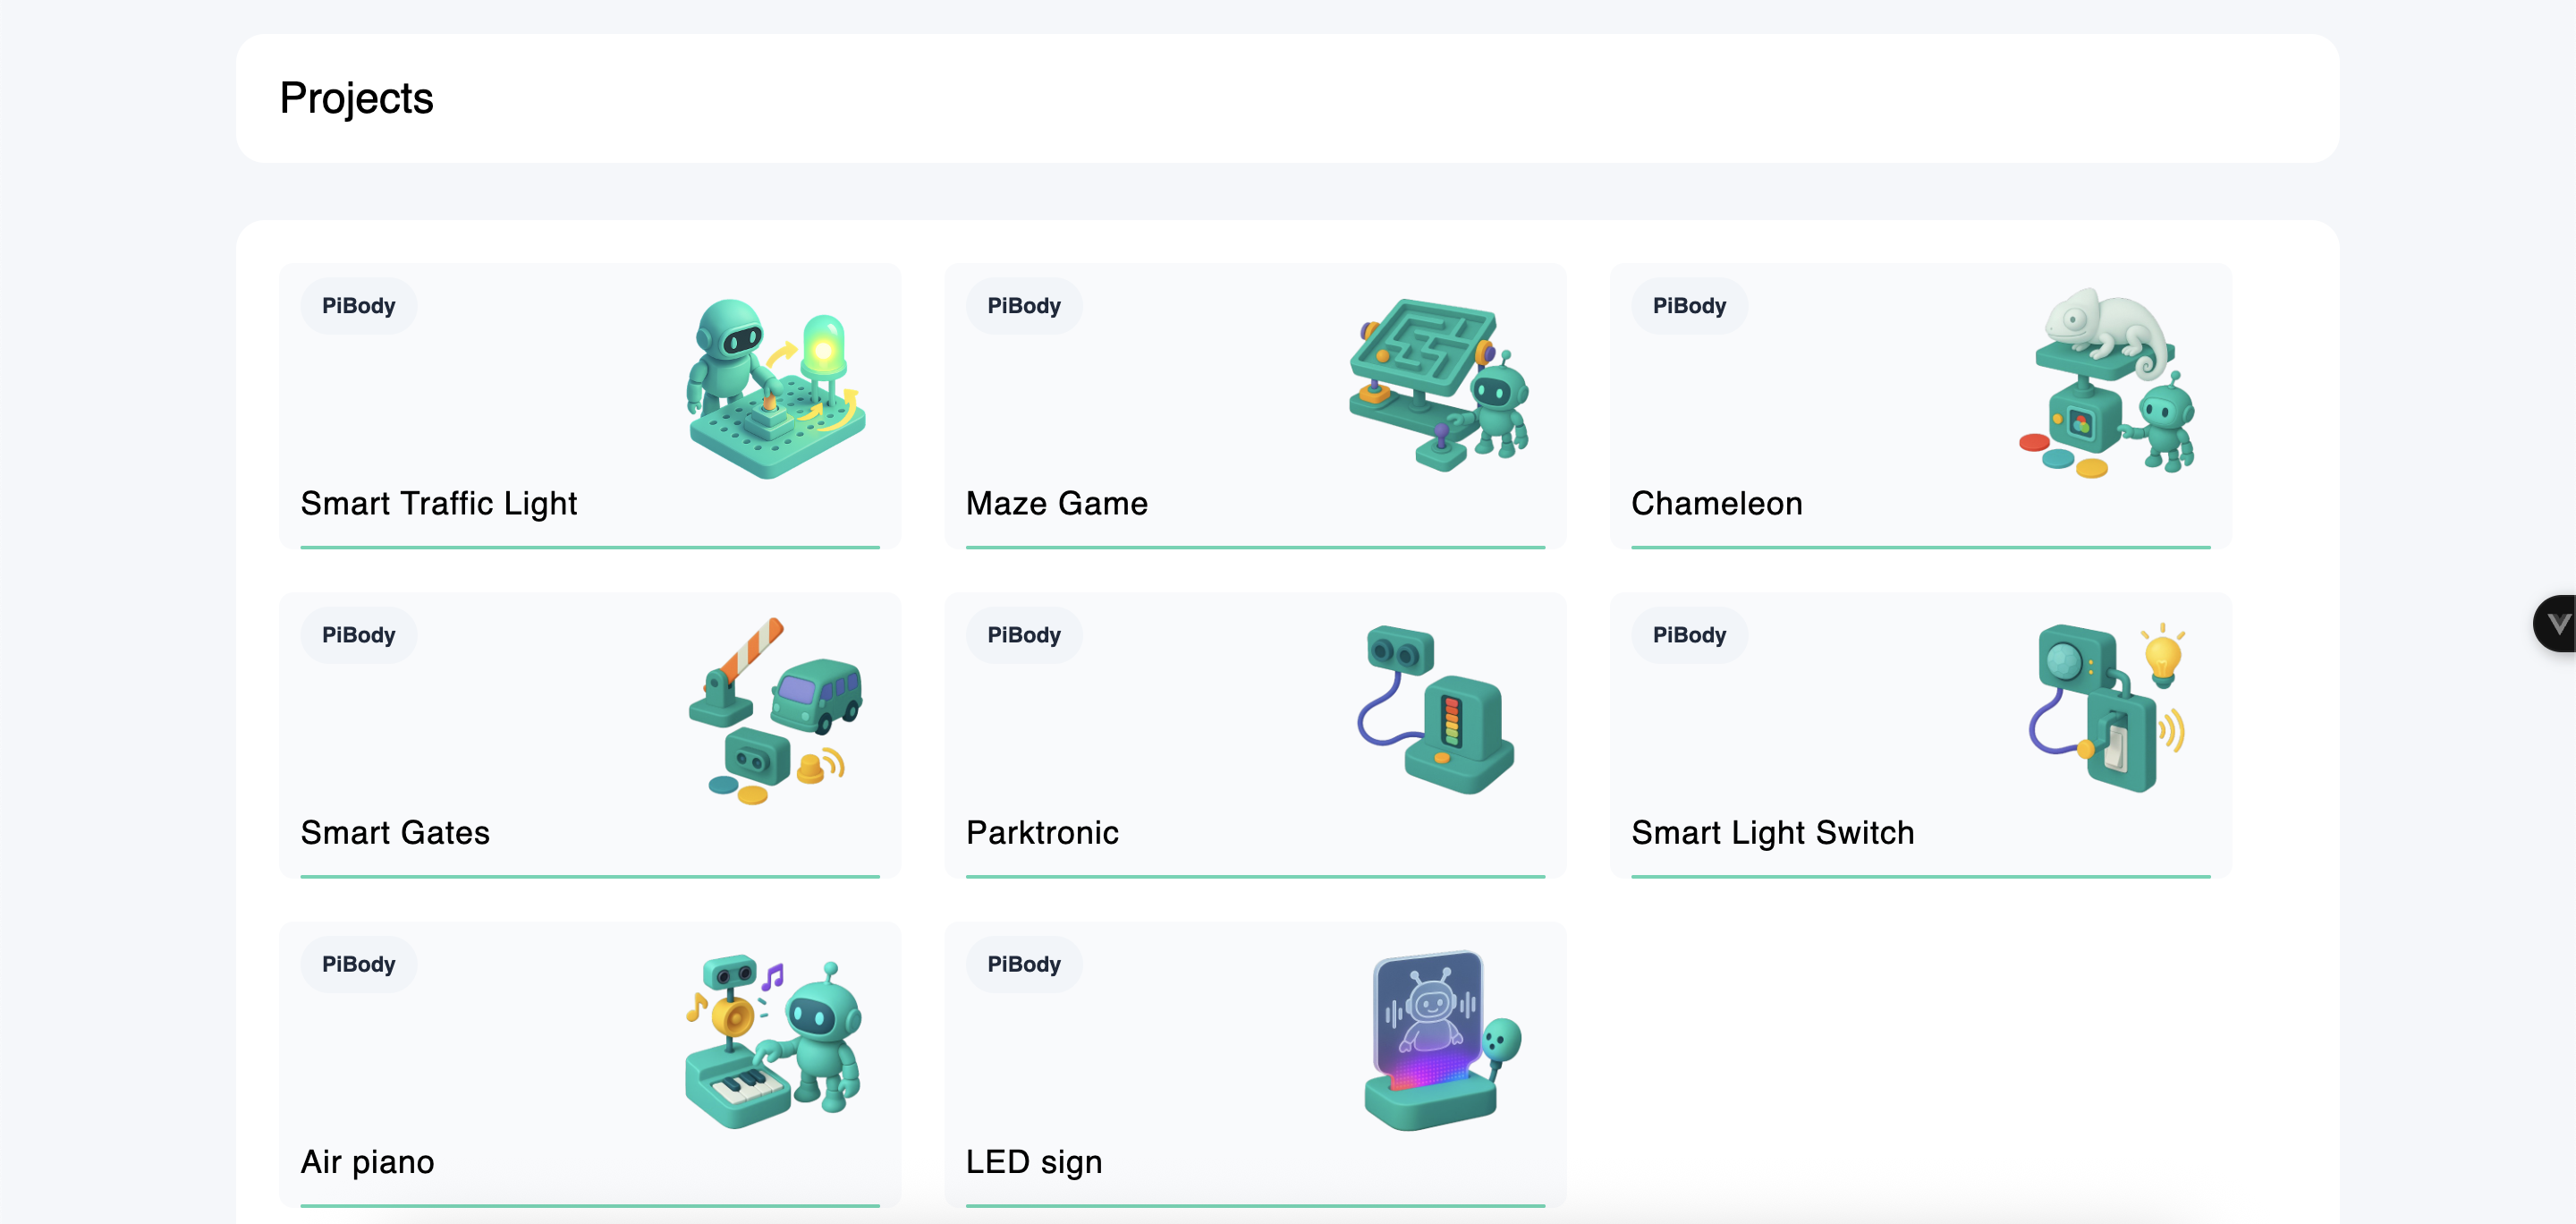 Projects
PiBody
Smart Traffic Light
PiBody
Maze Game
PiBody
Chameleon
PiBody
Smart Gates
PiBody
Parktronic
PiBody
Smart Light Switch
PiBody
Air piano
PiBody
LED sign